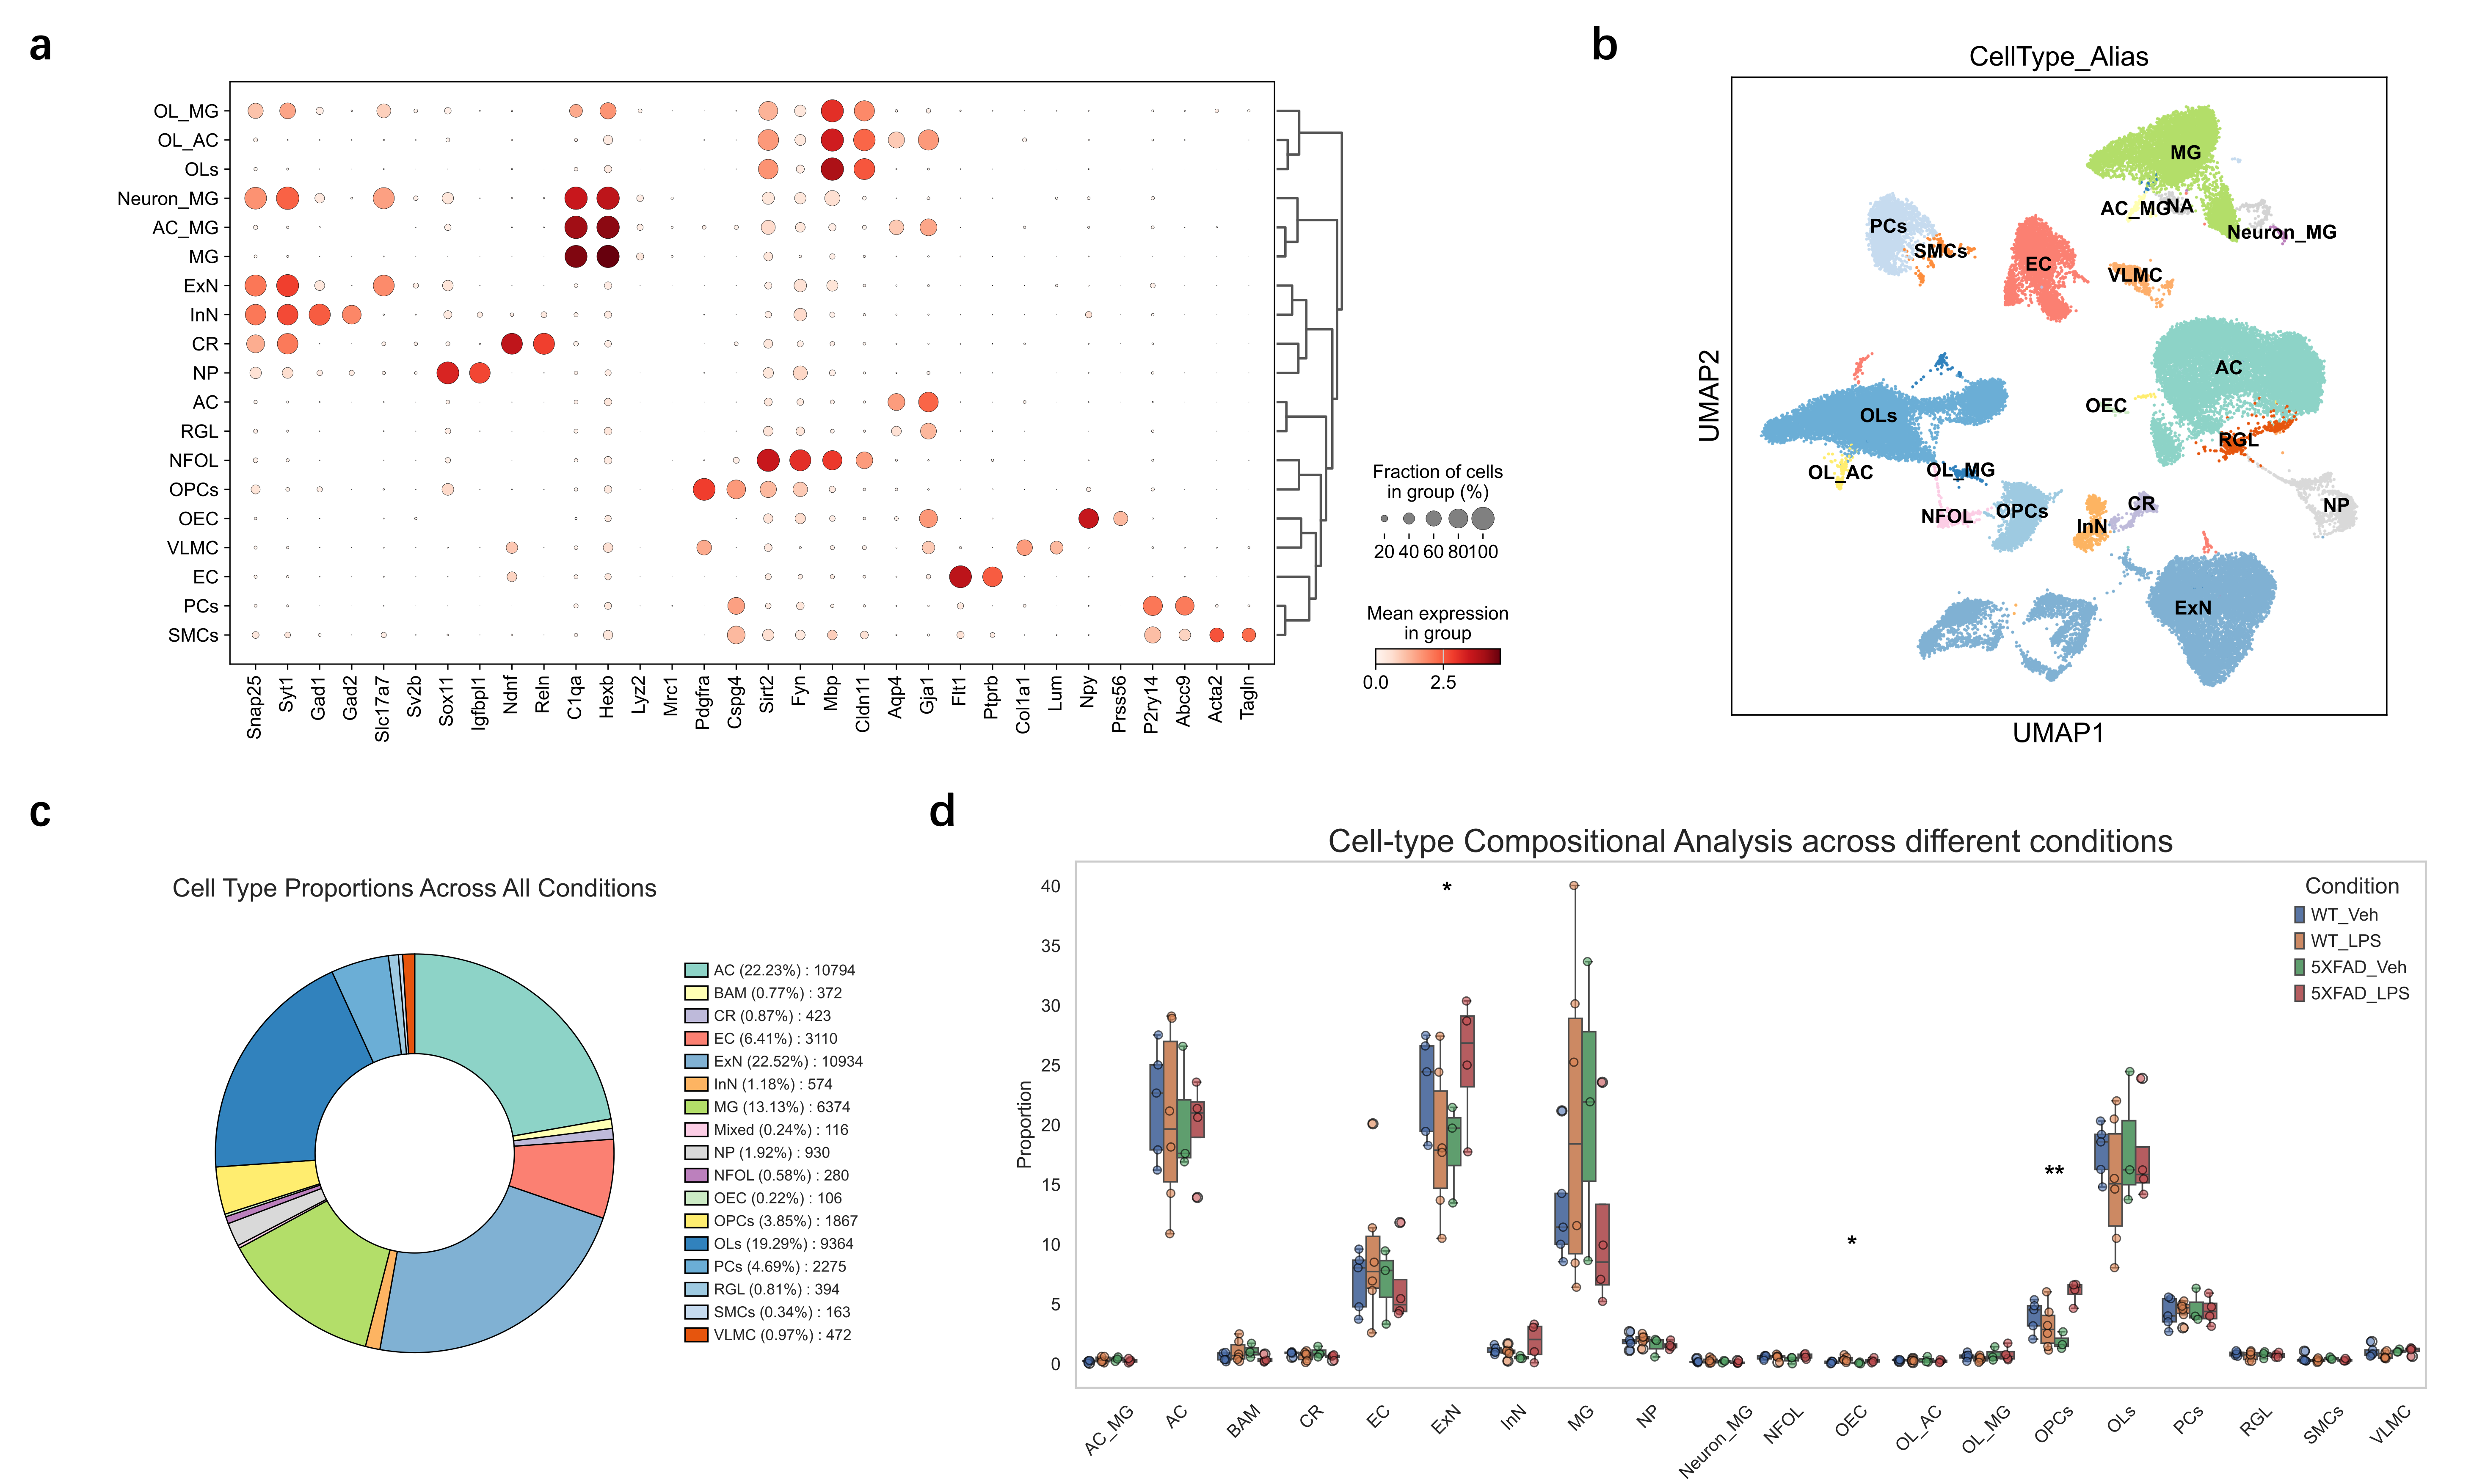 a
OL_MG
OL_AC
OLs
Neuron_MG
AC_MG
MG
ExN
InN
CR
NP
AC
RGL
NFOL
OPCs
OEC
VLMC
EC
PCs
SMCs
Snap25 Syt1 Gad1 Gad2 Slc17a7 Sv2b Sox11 Igfbpl1 Ndnf Reln C1qa Hexb Lyz2 Mrc1 Pdgfra Cspg4 Sirt2 Fyn Mbp Cldn11 Aqp4 Gja1 Flt1 Ptprb Col1a1 Lum Npy Prss56 P2ry14 Abcc9 Acta2 Tagln
Fraction of cells
in group (%)
20 40 60 80100
Mean expression
in group
0.0 2.5
b
CellType_Alias
MG
AC_MG
NA
Neuron_MG
PCs
SMCs
EC
VLMC
AC
OEC
OLs
RGL
OL_AC
OL_MG
NFOL
OPCs
CR
InN
NP
ExN
UMAP2
UMAP1
c
Cell Type Proportions Across All Conditions
AC (22.23%) : 10794
BAM (0.77%) : 372
CR (0.87%) : 423
EC (6.41%) : 3110
ExN (22.52%) : 10934
InN (1.18%) : 574
MG (13.13%) : 6374
Mixed (0.24%) : 116
NP (1.92%) : 930
NFOL (0.58%) : 280
OEC (0.22%) : 106
OPCs (3.85%) : 1867
OLs (19.29%) : 9364
PCs (4.69%) : 2275
RGL (0.81%) : 394
SMCs (0.34%) : 163
VLMC (0.97%) : 472
d
Cell-type Compositional Analysis across different conditions
Proportion
40
35
30
25
20
15
10
5
0
*
*
**
Condition
WT_Veh
WT_LPS
5XFAD_Veh
5XFAD_LPS
AC_MG AC BAM CR EC ExN InN MG NP Neuron_MG NFOL OEC OL_AC OL_MG OPCs OLs PCs RGL SMCs VLMC